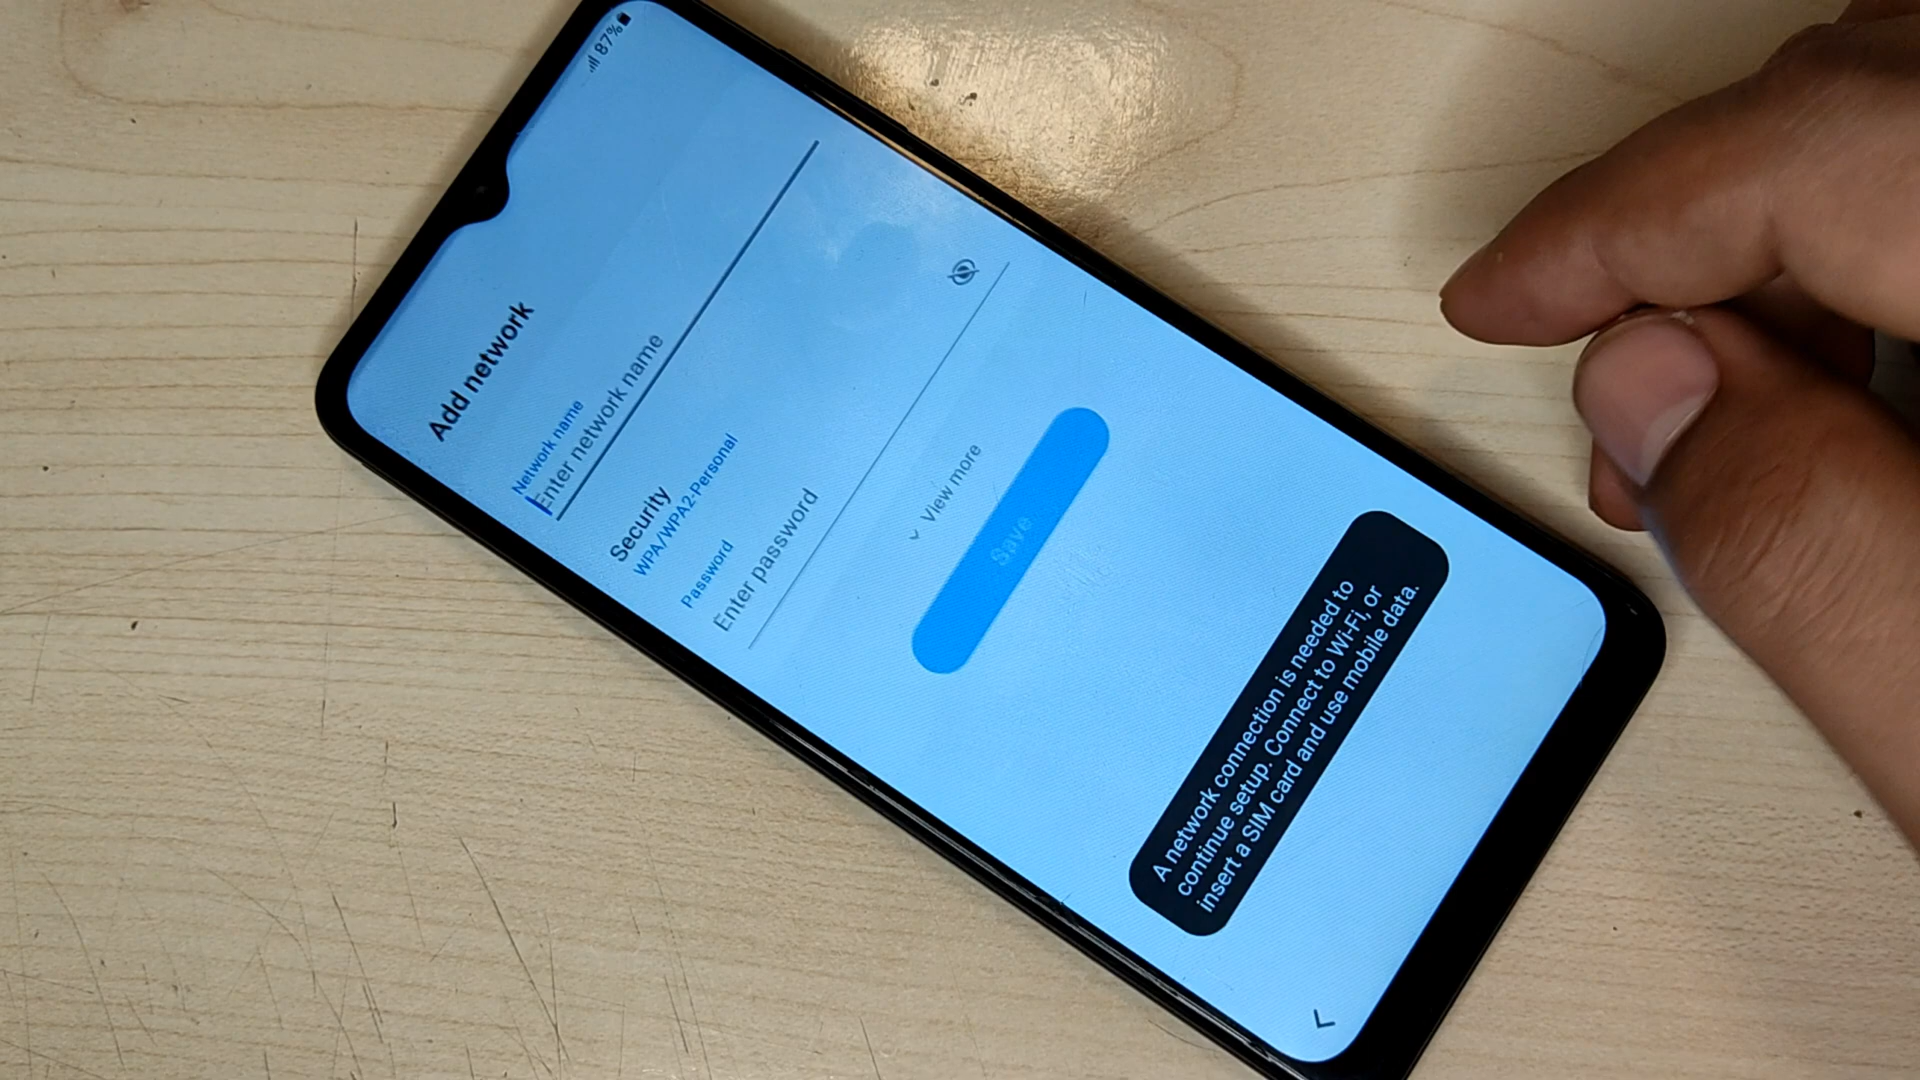 87%
Add network
Network name
Enter network name
Security
WPA/WPA2-Personal
Password
Enter password
View more
Save
A network connection is needed to
continue setup. Connect to Wi-Fi, or
insert a SIM card and use mobile data.